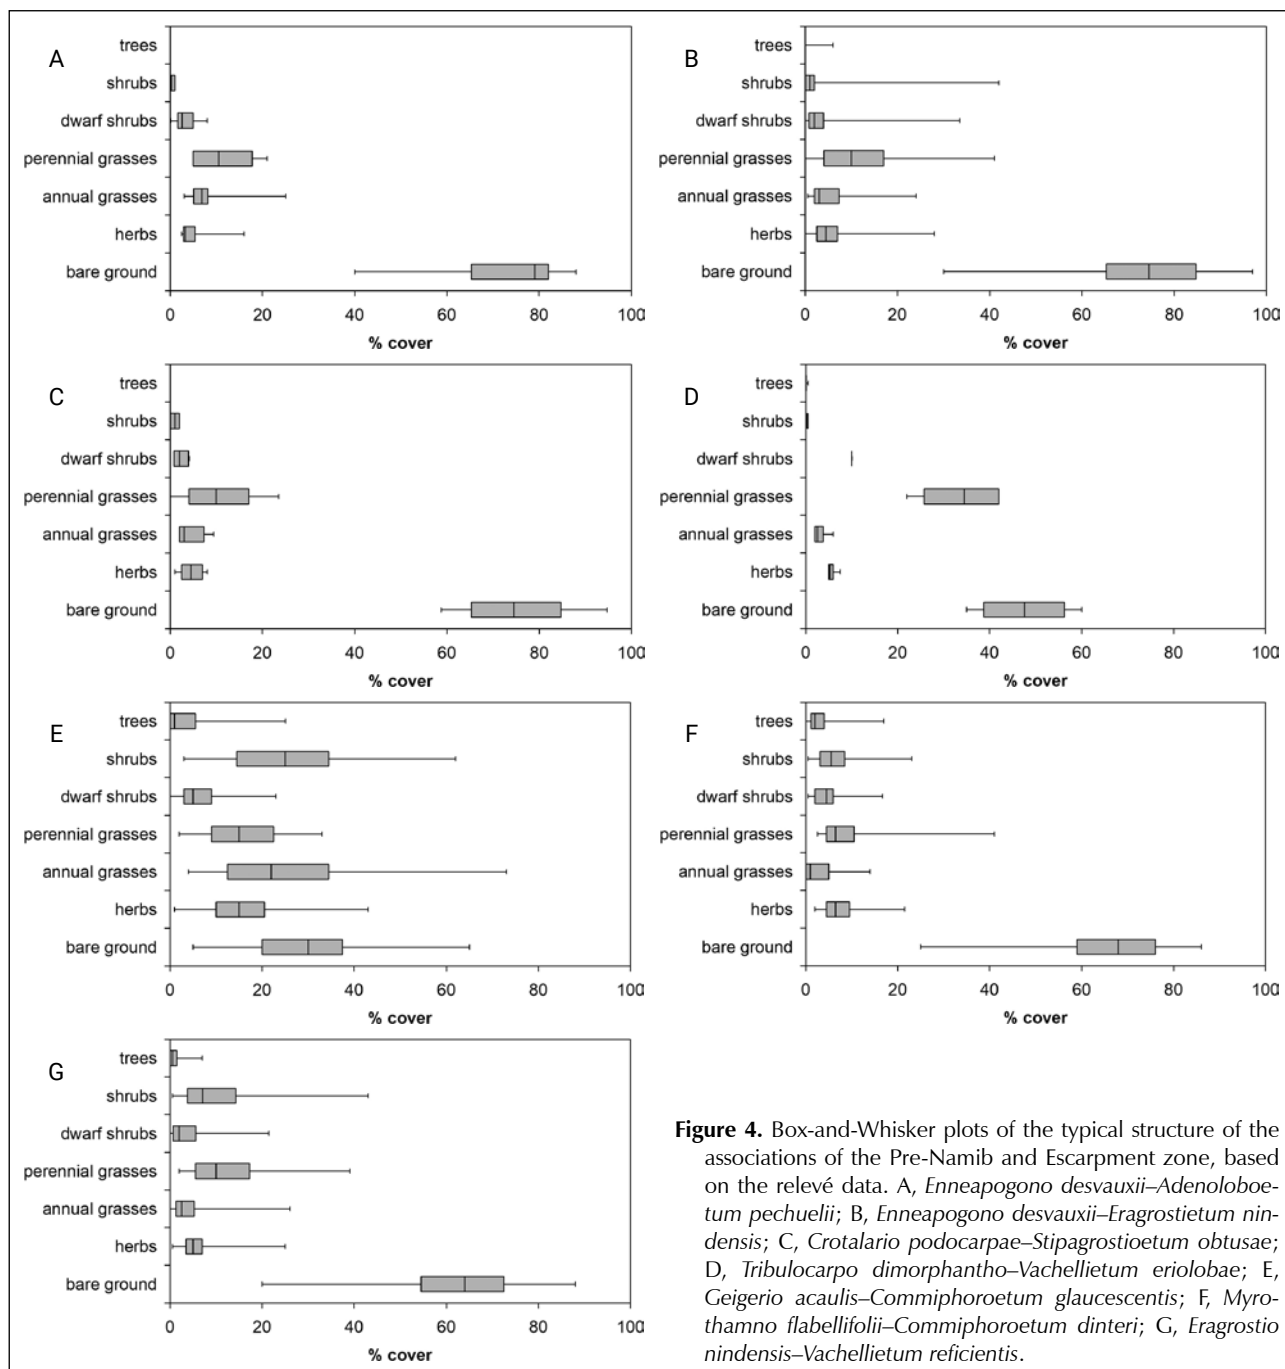 A
trees
shrubs
dwarf shrubs
perennial grasses
annual grasses
herbs
bare ground
0 20 40 60 80 100
% cover
B
trees
shrubs
dwarf shrubs
perennial grasses
annual grasses
herbs
bare ground
0 20 40 60 80 100
% cover
C
trees
shrubs
dwarf shrubs
perennial grasses
annual grasses
herbs
bare ground
0 20 40 60 80 100
% cover
D
trees
shrubs
dwarf shrubs
perennial grasses
annual grasses
herbs
bare ground
0 20 40 60 80 100
% cover
E
trees
shrubs
dwarf shrubs
perennial grasses
annual grasses
herbs
bare ground
0 20 40 60 80 100
% cover
F
trees
shrubs
dwarf shrubs
perennial grasses
annual grasses
herbs
bare ground
0 20 40 60 80 100
% cover
G
trees
shrubs
dwarf shrubs
perennial grasses
annual grasses
herbs
bare ground
0 20 40 60 80 100
% cover
Figure 4. Box-and-Whisker plots of the typical structure of the
associations of the Pre-Namib and Escarpment zone, based
on the relevé data. A, Enneapogono desvauxii–Adenoloboe-
tum pechuelii; B, Enneapogono desvauxii–Eragrostietum nin-
densis; C, Crotalario podocarpae–Stipagrostioetum obtusae;
D, Tribulocarpo dimorphantho–Vachellietum eriolobae; E,
Geigerio acaulis–Commiphoroetum glaucescentis; F, Myro-
thamno flabellifolii–Commiphoroetum dinteri; G, Eragrostio
nindensis–Vachellietum reficientis.